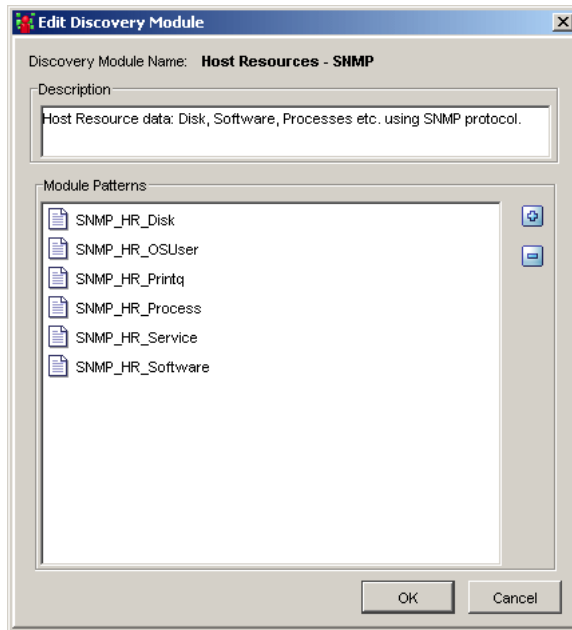 Edit Discovery Module
Discovery Module Name: Host Resources - SNMP
Description
Host Resource data: Disk, Software, Processes etc. using SNMP protocol.
Module Patterns
SNMP_HR_Disk
SNMP_HR_OSUser
SNMP_HR_Printq
SNMP_HR_Process
SNMP_HR_Service
SNMP_HR_Software
OK
Cancel